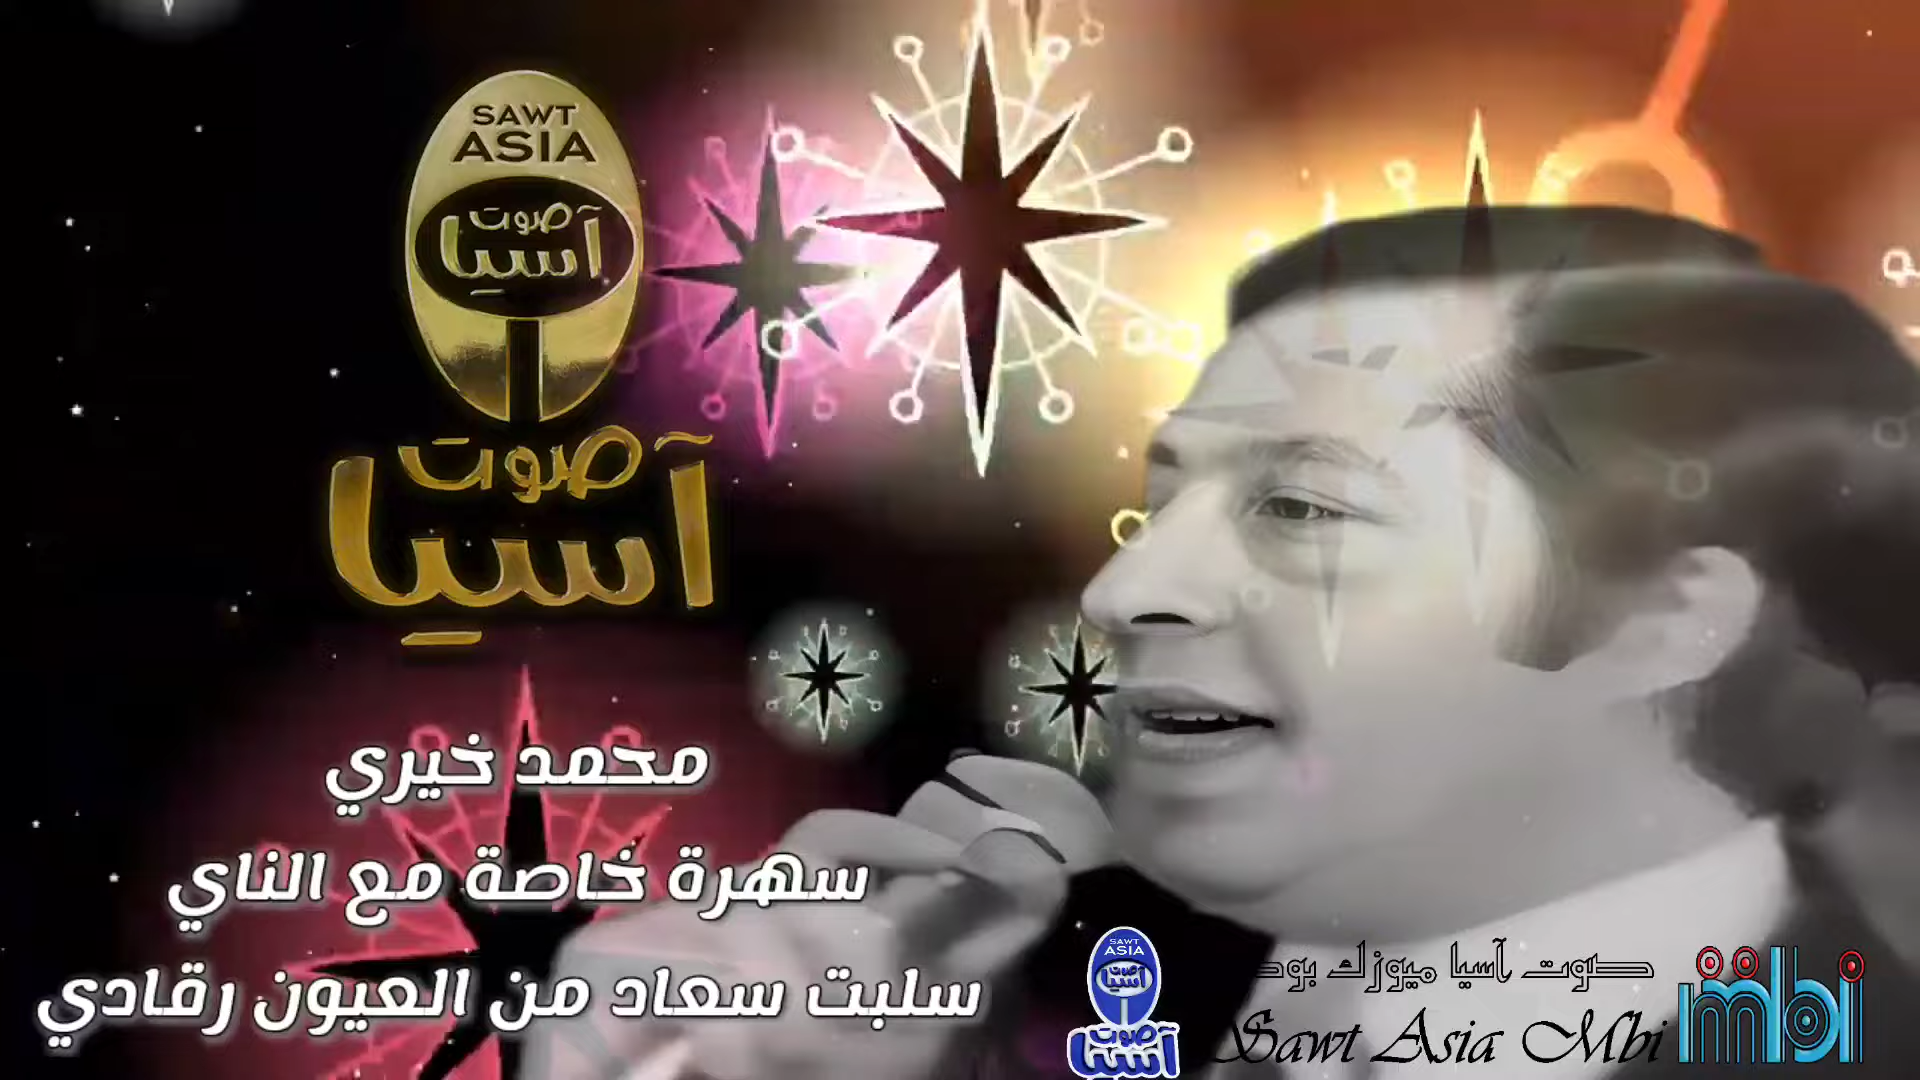 SAWT
ASIA
صوت
آسيا
صوت
آسيا
محمد خيري
سهرة خاصة مع الناي
سلبت سعاد من العيون رقادي
SAWT
ASIA
صوت
آسيا
صوت
آسيا
صوت آسيا ميوزك بود
Sawt Asia Mbi
mbi